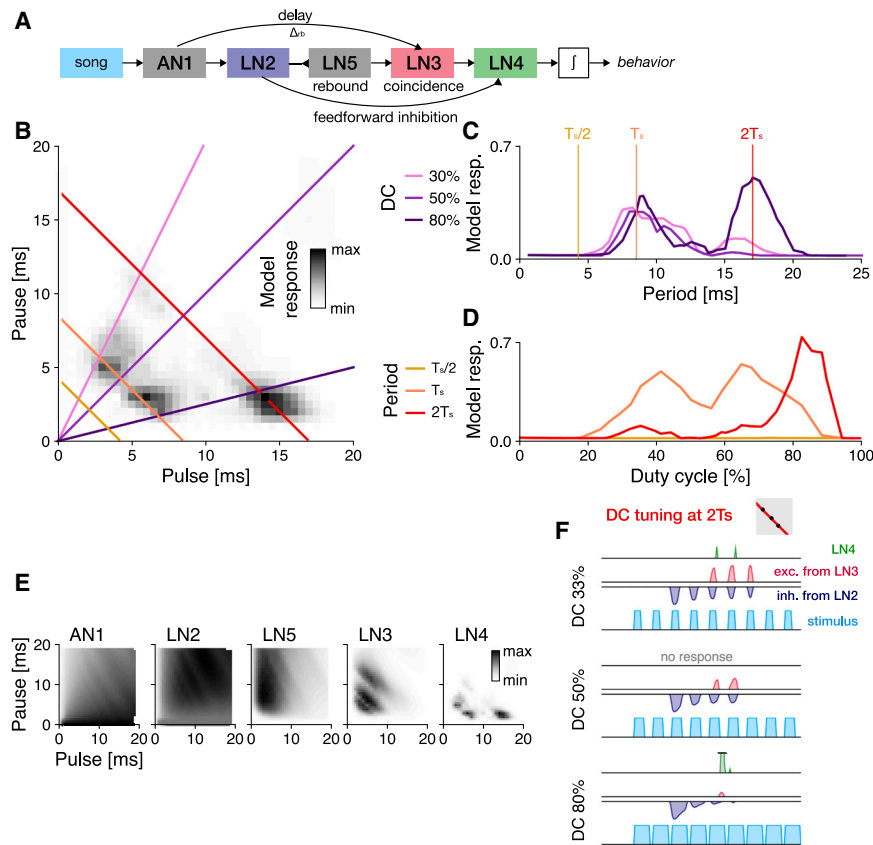 A
delay
Δrb
song
AN1
LN2
LN5
LN3
LN4
∫
behavior
rebound
coincidence
feedforward inhibition
B
20
15
10
5
0
Pause [ms]
0
5
10
15
20
Pulse [ms]
DC
30%
50%
80%
Model response
max
min
Period
Ts/2
Ts
2Ts
C
Ts/2
Ts
2Ts
0.7
0.0
Model resp.
0
5
10
15
20
25
Period [ms]
D
0.7
0.0
Model resp.
0
20
40
60
80
100
Duty cycle [%]
E
AN1
LN2
LN5
LN3
LN4
20
10
0
Pause [ms]
0 10 20
0 10 20
0 10 20
0 10 20
0 10 20
Pulse [ms]
max
min
F
DC tuning at 2Ts
DC 33%
LN4
exc. from LN3
inh. from LN2
stimulus
DC 50%
no response
DC 80%